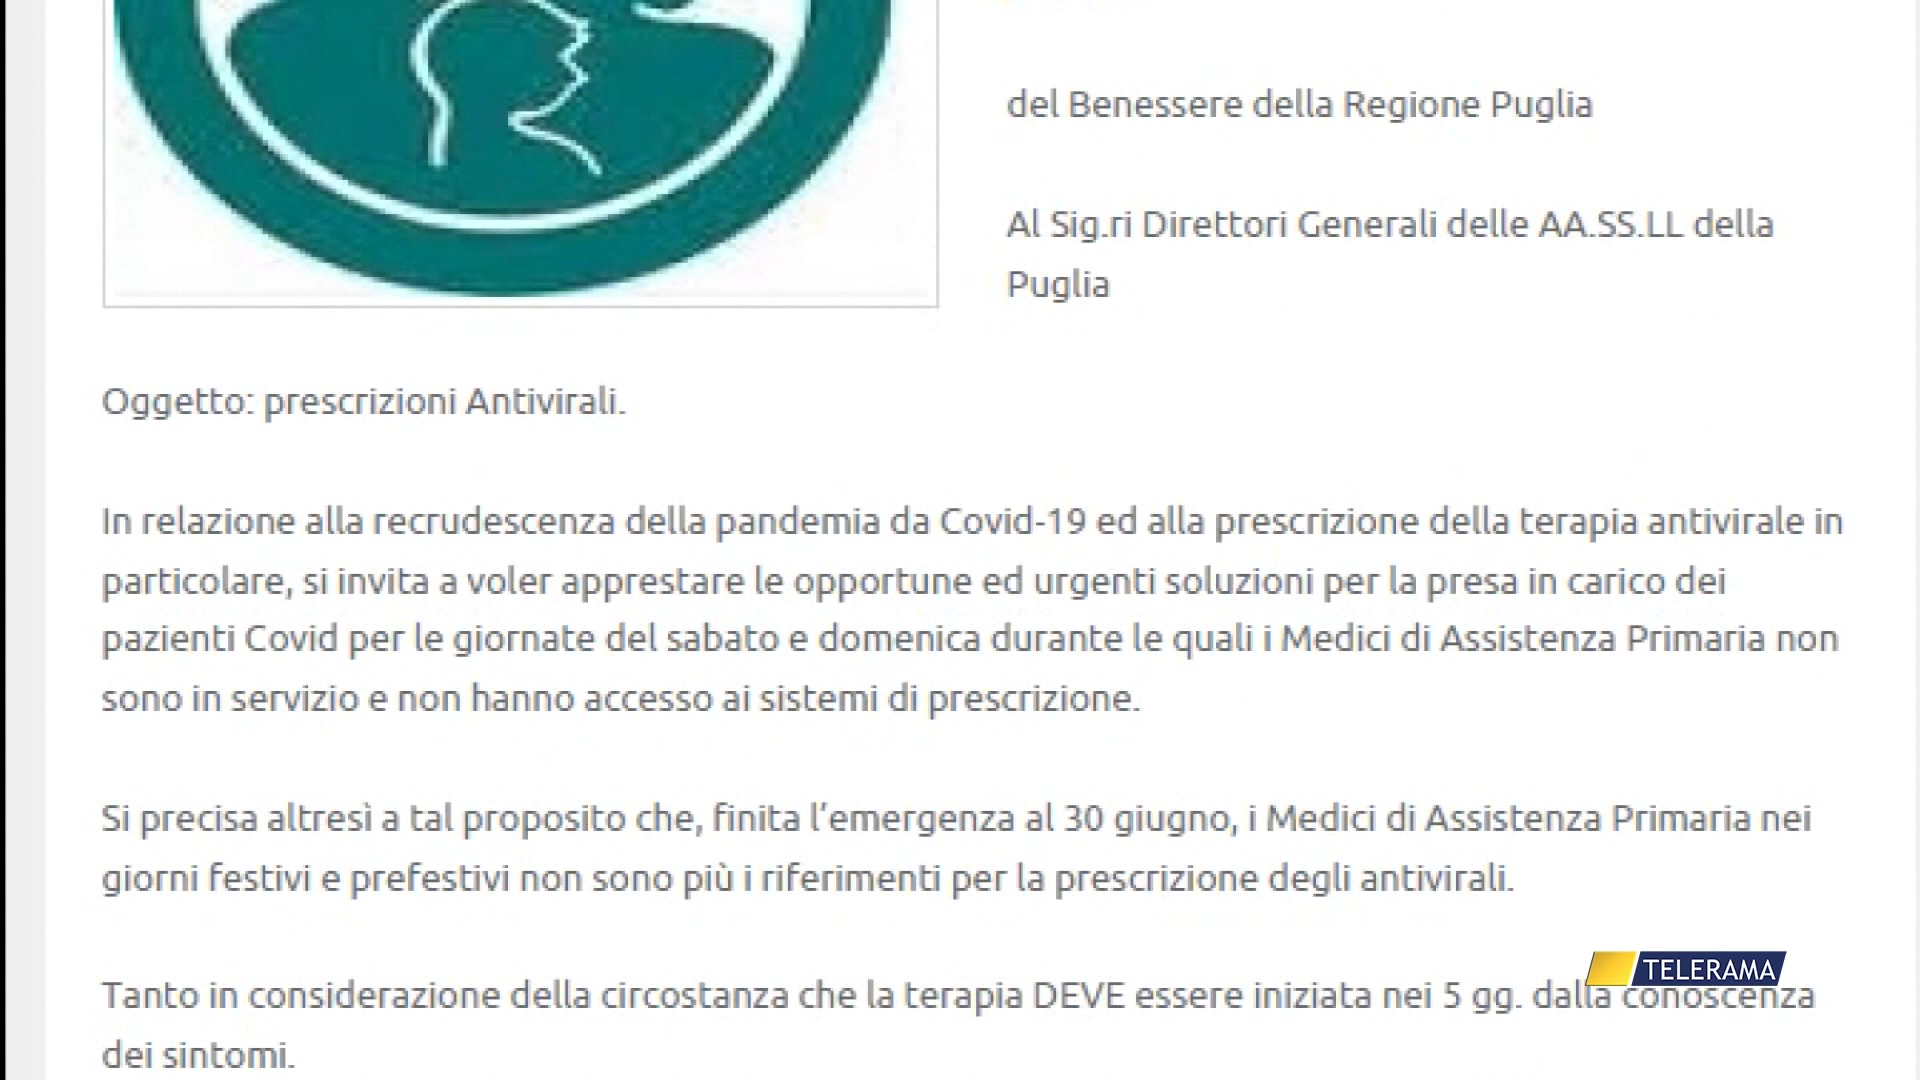 del Benessere della Regione Puglia
Al Sig.ri Direttori Generali delle AA.SS.LL della
Puglia
Oggetto: prescrizioni Antivirali.
In relazione alla recrudescenza della pandemia da Covid-19 ed alla prescrizione della terapia antivirale in
particolare, si invita a voler apprestare le opportune ed urgenti soluzioni per la presa in carico dei
pazienti Covid per le giornate del sabato e domenica durante le quali i Medici di Assistenza Primaria non
sono in servizio e non hanno accesso ai sistemi di prescrizione.
Si precisa altresì a tal proposito che, finita l’emergenza al 30 giugno, i Medici di Assistenza Primaria nei
giorni festivi e prefestivi non sono più i riferimenti per la prescrizione degli antivirali.
TELERAMA
Tanto in considerazione della circostanza che la terapia DEVE essere iniziata nei 5 gg. dalla conoscenza
dei sintomi.